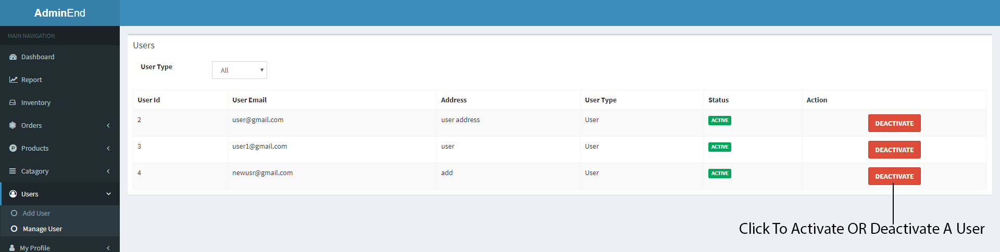 AdminEnd
MAIN NAVIGATION
Dashboard
Report
Inventory
Orders
Products
Catagory
Users
Add User
Manage User
My Profile
Users
User Type All
User Id User Email Address User Type Status Action
2 user@gmail.com user address User ACTIVE DEACTIVATE
3 user1@gmail.com user User ACTIVE DEACTIVATE
4 newusr@gmail.com add User ACTIVE DEACTIVATE
Click To Activate OR Deactivate A User